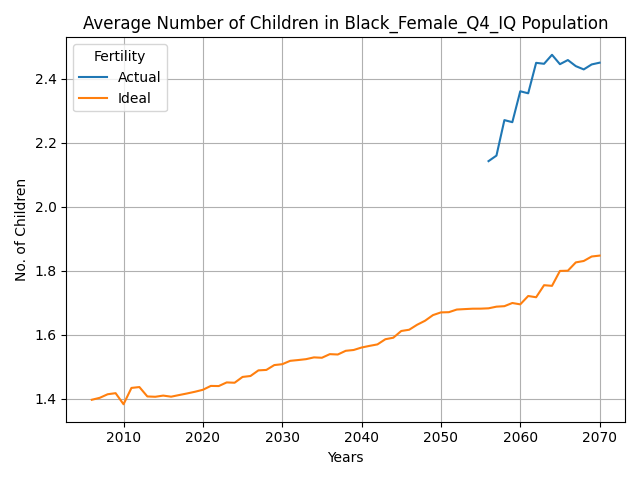 Average Number of Children in Black_Female_Q4_IQ Population
Fertility
Actual
Ideal
No. of Children
2.4
2.2
2.0
1.8
1.6
1.4
2010 2020 2030 2040 2050 2060 2070
Years